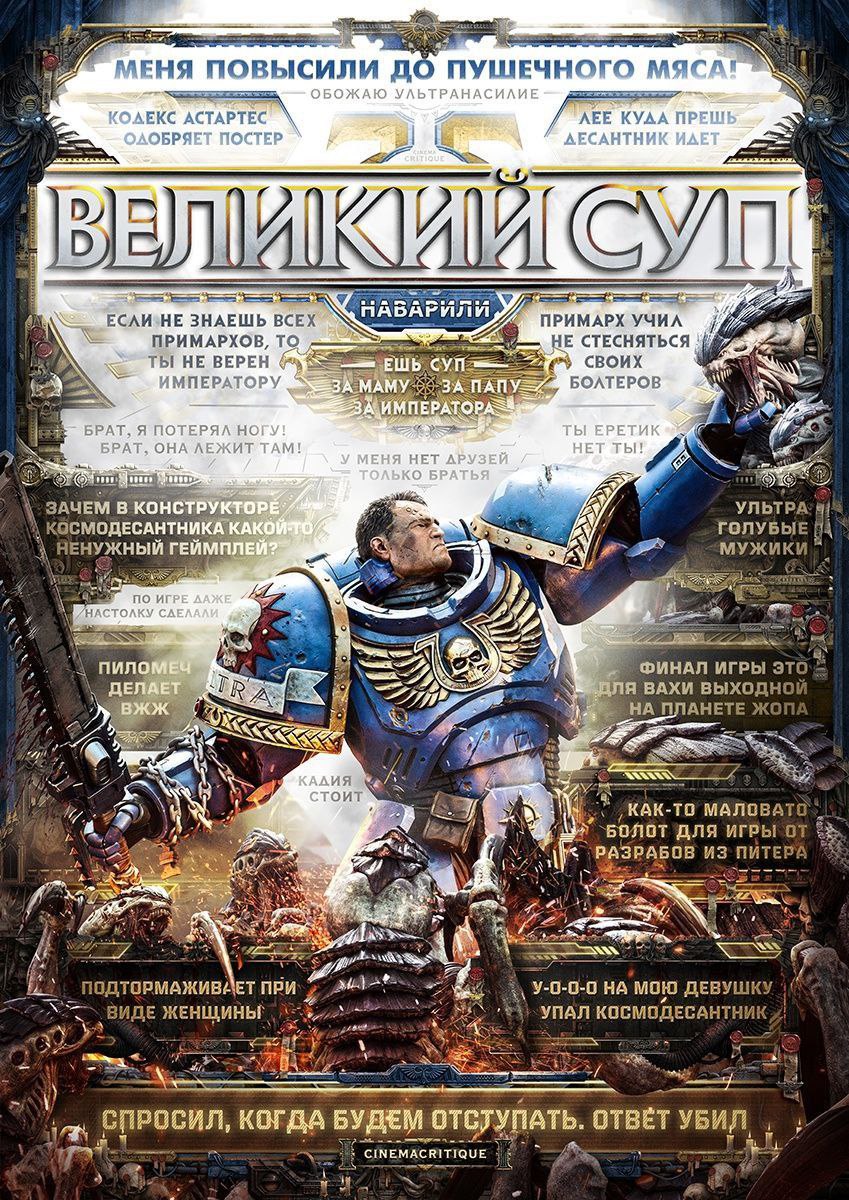 МЕНЯ ПОВЫСИЛИ ДО ПУШЕЧНОГО МЯСА!
ОБОЖАЮ УЛЬТРАНАСИЛИЕ
КОДЕКС АСТАРТЕС
ОДОБРЯЕТ ПОСТЕР
CINEMA
CRITIQUE
ЛЕЕ КУДА ПРЕШЬ
ДЕСАНТНИК ИДЕТ
ВЕЛИКИЙ СУП
НАВАРИЛИ
ЕСЛИ НЕ ЗНАЕШЬ ВСЕХ
ПРИМАРХОВ, ТО
ТЫ НЕ ВЕРЕН
ИМПЕРАТОРУ
ЕШЬ СУП
ЗА МАМУ ЗА ПАПУ
ЗА ИМПЕРАТОРА
ПРИМАРХ УЧИЛ
НЕ СТЕСНЯТЬСЯ
СВОИХ
БОЛТЕРОВ
БРАТ, Я ПОТЕРЯЛ НОГУ!
БРАТ, ОНА ЛЕЖИТ ТАМ!
У МЕНЯ НЕТ ДРУЗЕЙ
ТОЛЬКО БРАТЬЯ
ТЫ ЕРЕТИК
НЕТ ТЫ!
ЗАЧЕМ В КОНСТРУКТОРЕ
КОСМОДЕСАНТНИКА КАКОЙ-ТО
НЕНУЖНЫЙ ГЕЙМПЛЕЙ?
УЛЬТРА
ГОЛУБЫЕ
МУЖИКИ
ПО ИГРЕ ДАЖЕ
НАСТОЛКУ СДЕЛАЛИ
ПИЛОМЕЧ
ДЕЛАЕТ
ВЖЖ
ФИНАЛ ИГРЫ ЭТО
ДЛЯ ВАХИ ВЫХОДНОЙ
НА ПЛАНЕТЕ ЖОПА
КАДИЯ
СТОИТ
КАК-ТО МАЛОВАТО
БОЛОТ ДЛЯ ИГРЫ ОТ
РАЗРАБОВ ИЗ ПИТЕРА
ПОДТОРМАЖИВАЕТ ПРИ
ВИДЕ ЖЕНЩИНЫ
У-О-О-О НА МОЮ ДЕВУШКУ
УПАЛ КОСМОДЕСАНТНИК
СПРОСИЛ, КОГДА БУДЕМ ОТСТУПАТЬ. ОТВЕТ УБИЛ
CINEMACRITIQUE